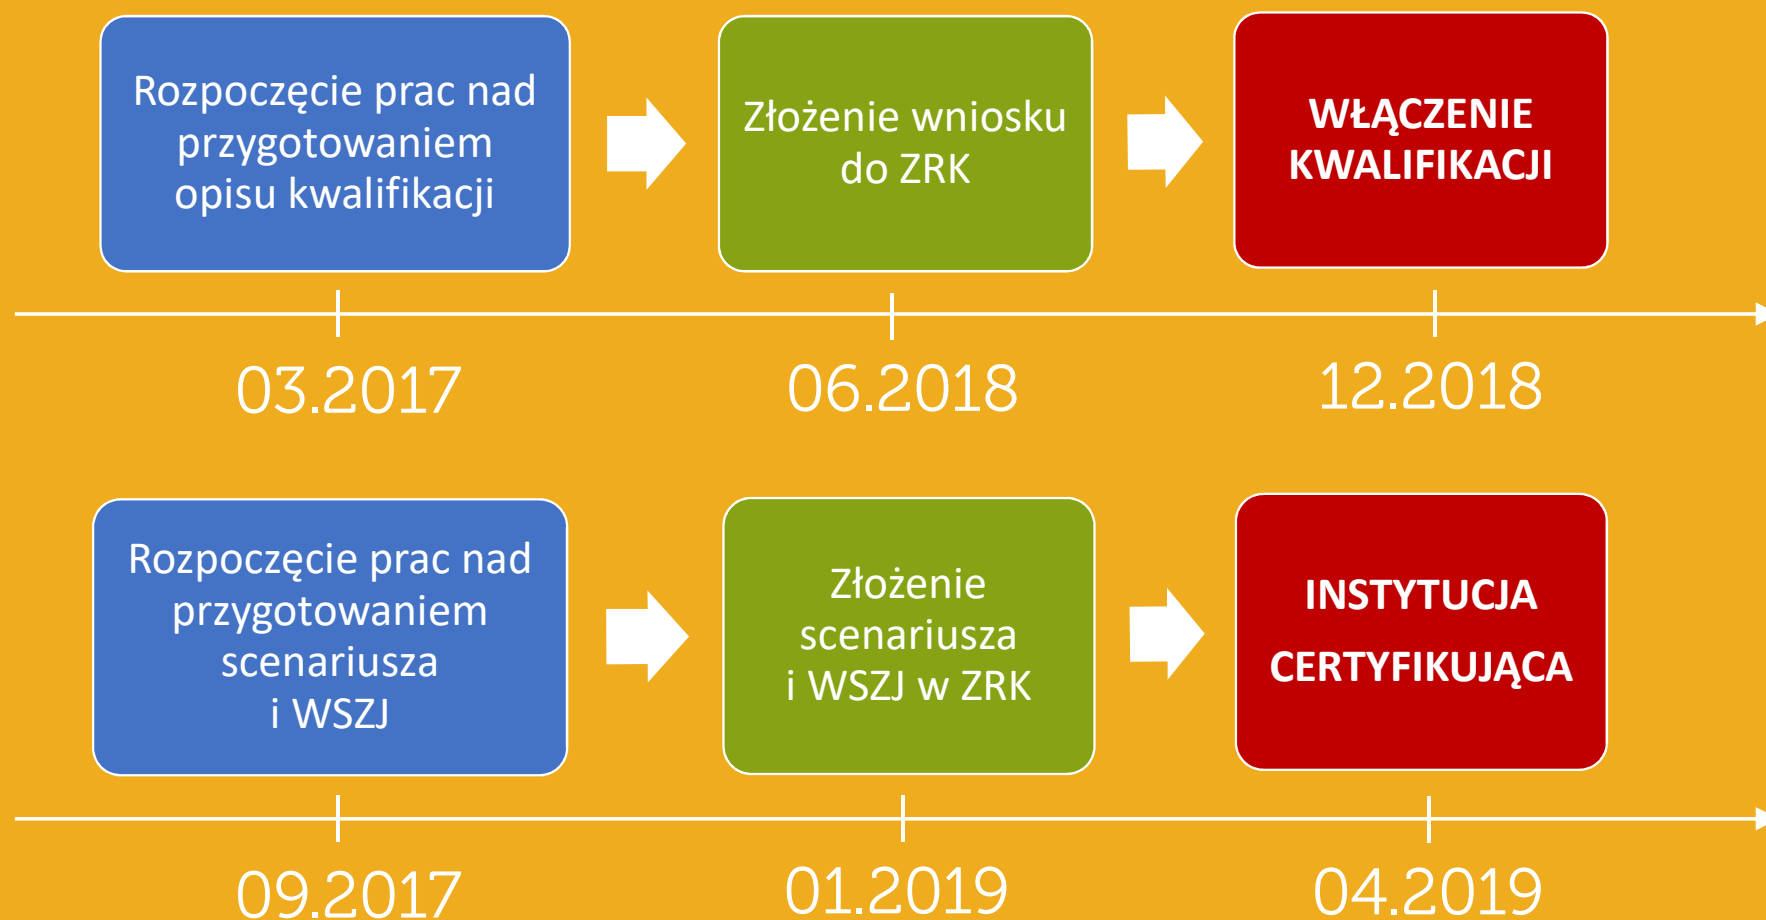 Rozpoczęcie prac nad
przygotowaniem
opisu kwalifikacji
Złożenie wniosku
do ZRK
WŁĄCZENIE
KWALIFIKACJI
03.2017
06.2018
12.2018
Rozpoczęcie prac nad
przygotowaniem
scenariusza
i WSZJ
Złożenie
scenariusza
i WSZJ w ZRK
INSTYTUCJA
CERTYFIKUJĄCA
09.2017
01.2019
04.2019